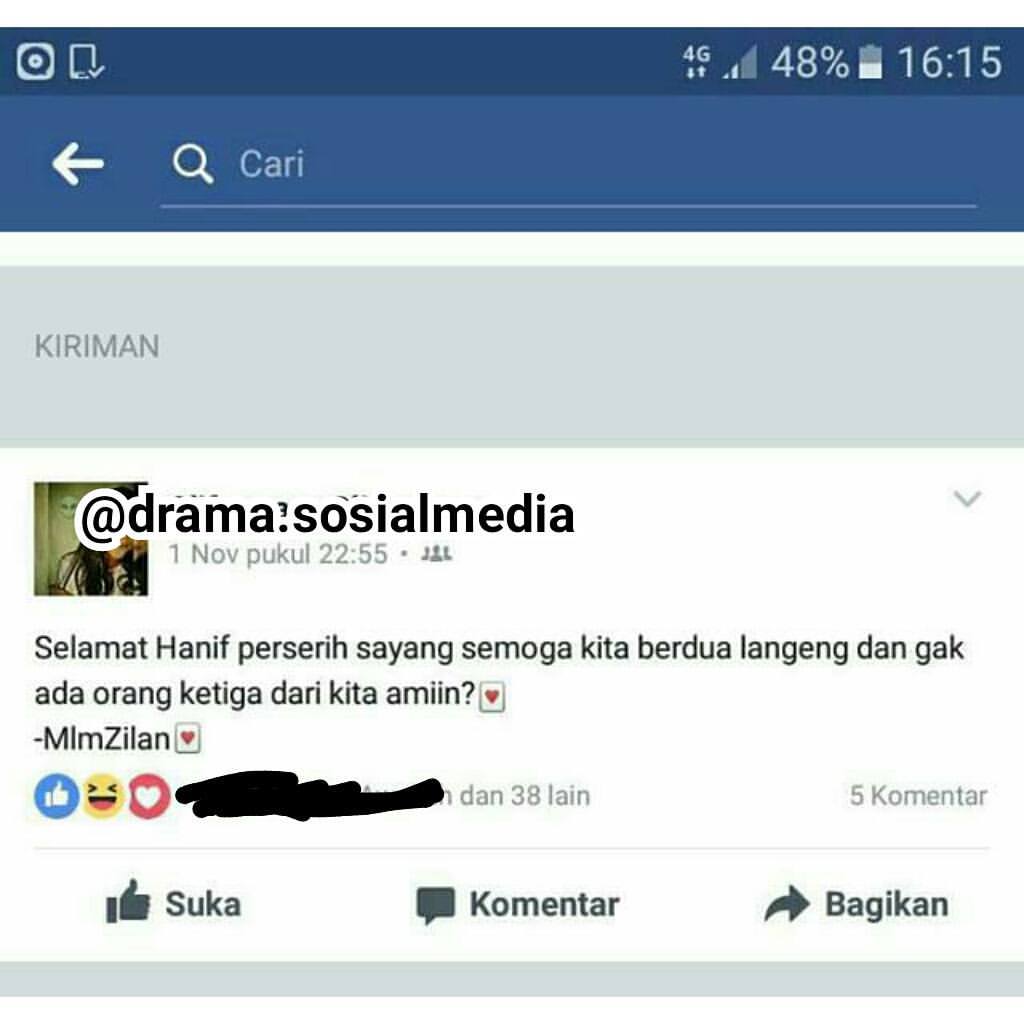 4G 48% 16:15
Cari
KIRIMAN
@drama.sosialmedia
1 Nov pukul 22:55
Selamat Hanif perserih sayang semoga kita berdua langeng dan gak
ada orang ketiga dari kita amiin?
-MlmZilan
dan 38 lain 5 Komentar
Suka Komentar Bagikan